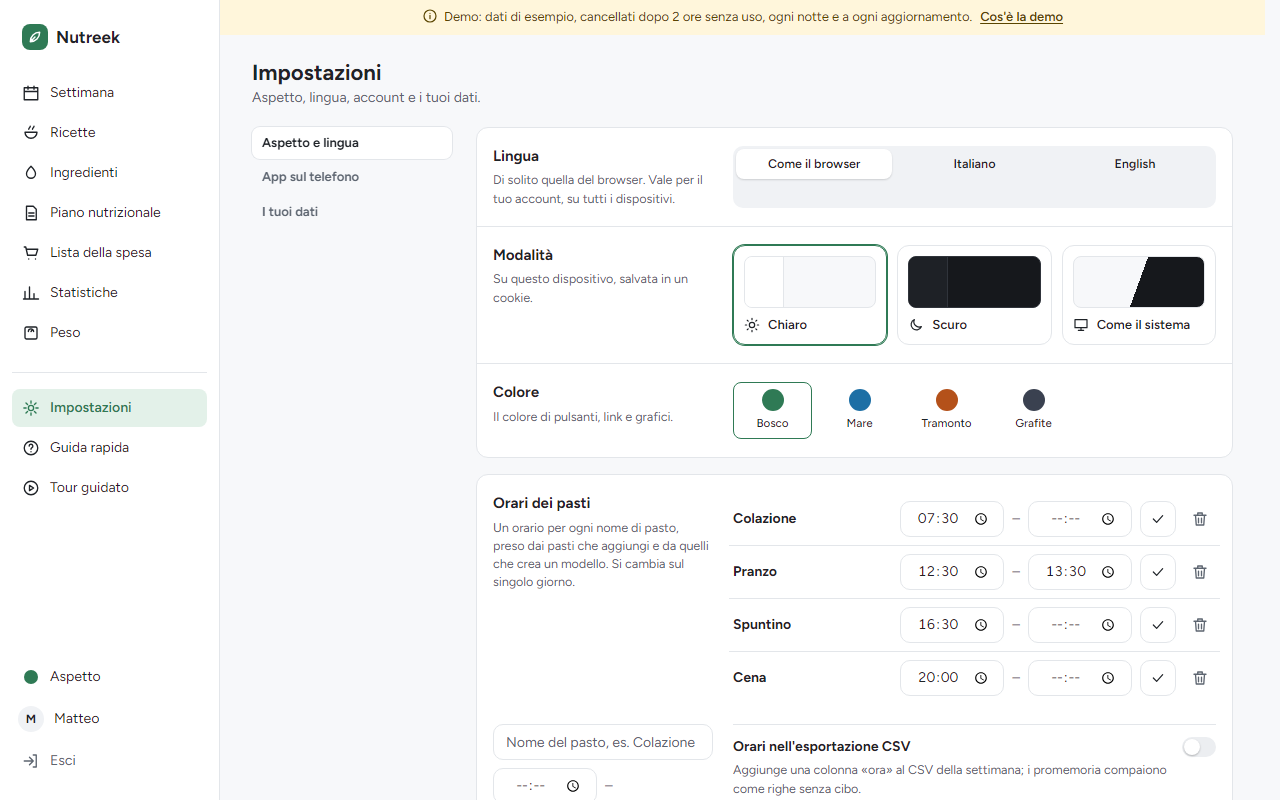 Demo: dati di esempio, cancellati dopo 2 ore senza uso, ogni notte e a ogni aggiornamento. Cos'è la demo
Nutreek
Settimana
Ricette
Ingredienti
Piano nutrizionale
Lista della spesa
Statistiche
Peso
Impostazioni
Guida rapida
Tour guidato
Aspetto
M Matteo
Esci
Impostazioni
Aspetto, lingua, account e i tuoi dati.
Aspetto e lingua
App sul telefono
I tuoi dati
Lingua
Di solito quella del browser. Vale per il
tuo account, su tutti i dispositivi.
Come il browser Italiano English
Modalità
Su questo dispositivo, salvata in un
cookie.
Chiaro Scuro Come il sistema
Colore
Il colore di pulsanti, link e grafici.
Bosco Mare Tramonto Grafite
Orari dei pasti
Un orario per ogni nome di pasto,
preso dai pasti che aggiungi e da quelli
che crea un modello. Si cambia sul
singolo giorno.
Colazione 07:30 – --:--
Pranzo 12:30 – 13:30
Spuntino 16:30 – --:--
Cena 20:00 – --:--
Nome del pasto, es. Colazione
--:-- –
Orari nell'esportazione CSV
Aggiunge una colonna «ora» al CSV della settimana; i promemoria compaiono
come righe senza cibo.